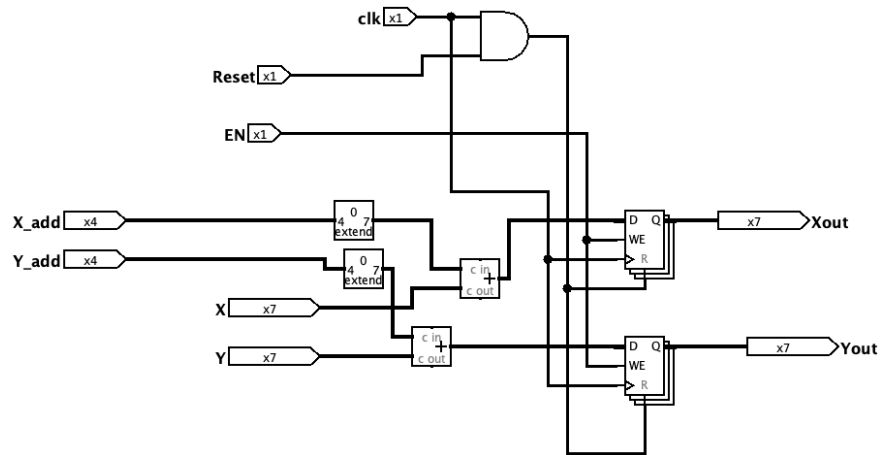 clk x1
Reset x1
EN x1
X_add x4
0
4 7
extend
D Q
WE
R
x7 Xout
Y_add x4
0
4 7
extend
c in
+
c out
X x7
Y x7
c in
+
c out
D Q
WE
R
x7 Yout